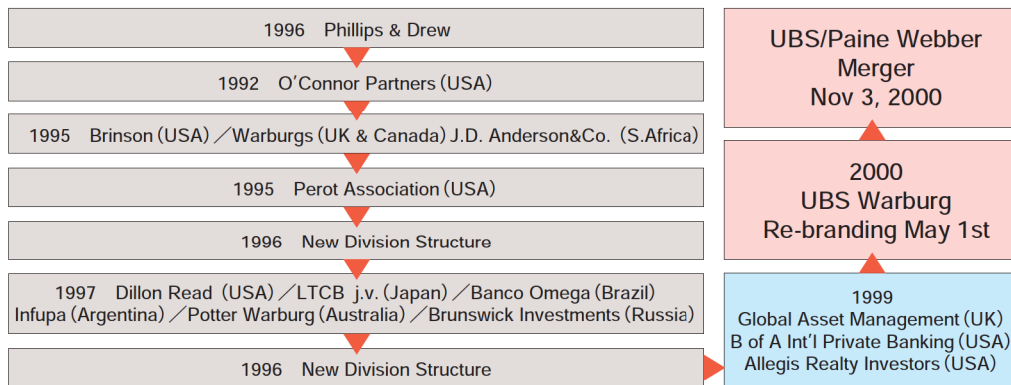 1996 Phillips & Drew
1992 O'Connor Partners (USA)
1995 Brinson (USA) ／Warburgs (UK & Canada) J.D. Anderson&Co. (S.Africa)
1995 Perot Association (USA)
1996 New Division Structure
1997 Dillon Read (USA) ／LTCB j.v. (Japan) ／Banco Omega (Brazil)
Infupa (Argentina) ／Potter Warburg (Australia) ／Brunswick Investments (Russia)
1996 New Division Structure
1999
Global Asset Management (UK)
B of A Int'l Private Banking (USA)
Allegis Realty Investors (USA)
2000
UBS Warburg
Re-branding May 1st
UBS/Paine Webber
Merger
Nov 3, 2000